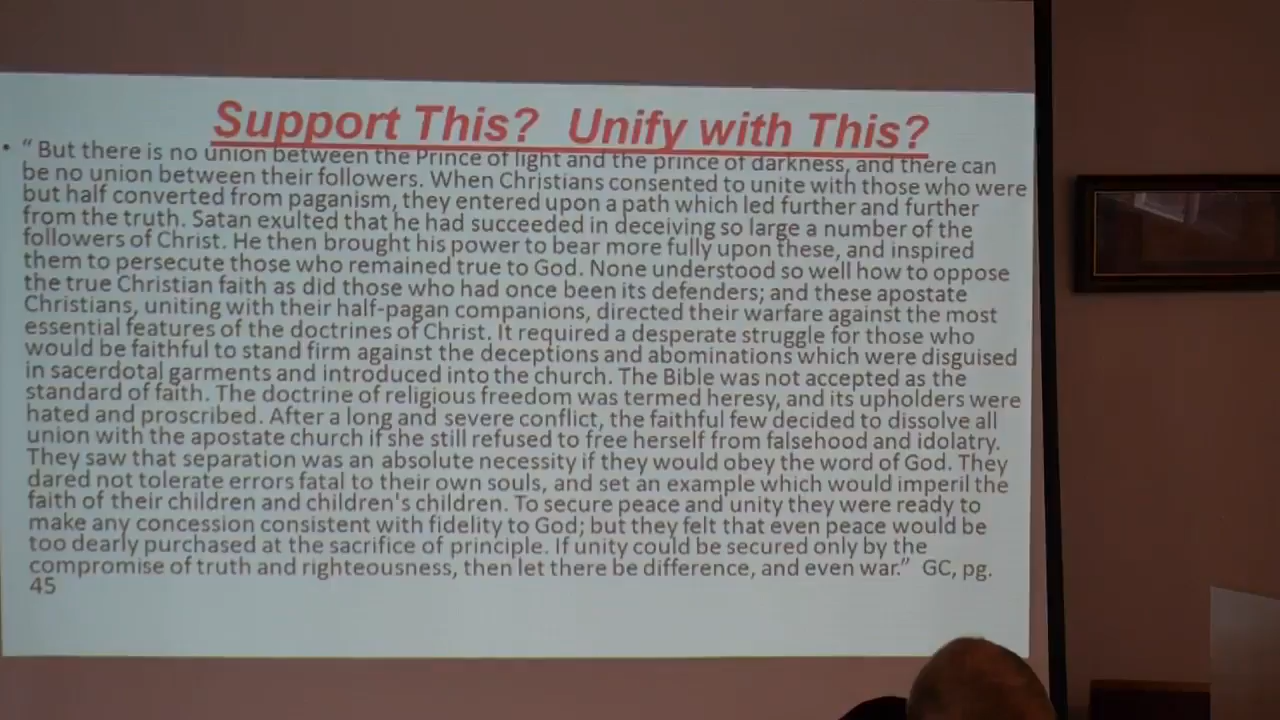 Support This?  Unify with This?
• “ But there is no union between the Prince of light and the prince of darkness, and there can
be no union between their followers. When Christians consented to unite with those who were
but half converted from paganism, they entered upon a path which led further and further
from the truth. Satan exulted that he had succeeded in deceiving so large a number of the
followers of Christ. He then brought his power to bear more fully upon these, and inspired
them to persecute those who remained true to God. None understood so well how to oppose
the true Christian faith as did those who had once been its defenders; and these apostate
Christians, uniting with their half-pagan companions, directed their warfare against the most
essential features of the doctrines of Christ. It required a desperate struggle for those who
would be faithful to stand firm against the deceptions and abominations which were disguised
in sacerdotal garments and introduced into the church. The Bible was not accepted as the
standard of faith. The doctrine of religious freedom was termed heresy, and its upholders were
hated and proscribed. After a long and severe conflict, the faithful few decided to dissolve all
union with the apostate church if she still refused to free herself from falsehood and idolatry.
They saw that separation was an absolute necessity if they would obey the word of God. They
dared not tolerate errors fatal to their own souls, and set an example which would imperil the
faith of their children and children's children. To secure peace and unity they were ready to
make any concession consistent with fidelity to God; but they felt that even peace would be
too dearly purchased at the sacrifice of principle. If unity could be secured only by the
compromise of truth and righteousness, then let there be difference, and even war.”  GC, pg.
45